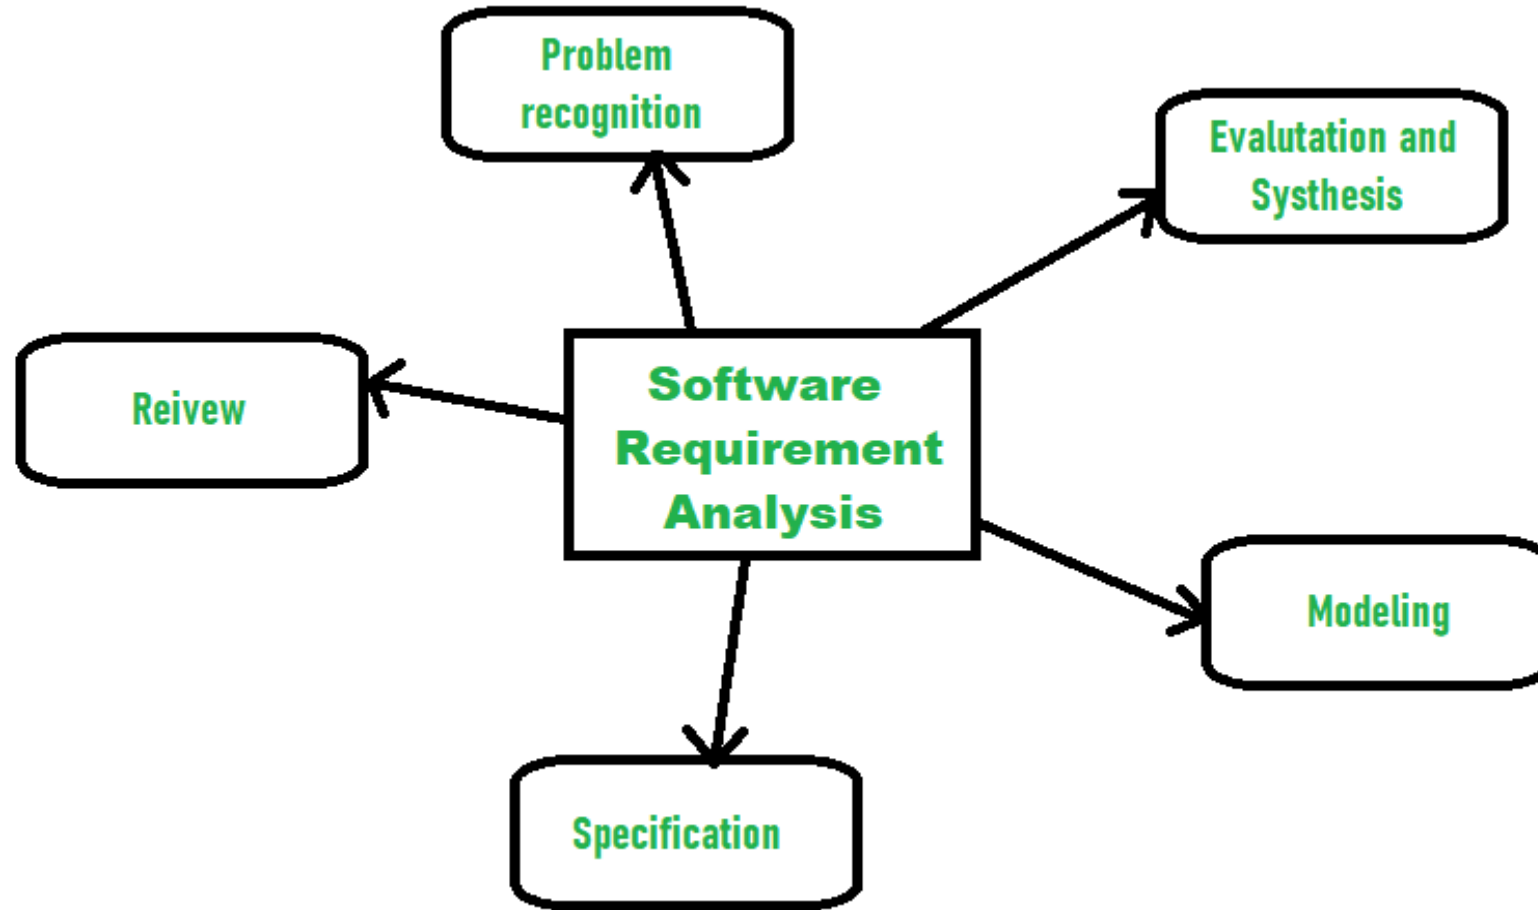 Problem
recognition
Evalutation and
Systhesis
Reivew
Software
Requirement
Analysis
Modeling
Specification